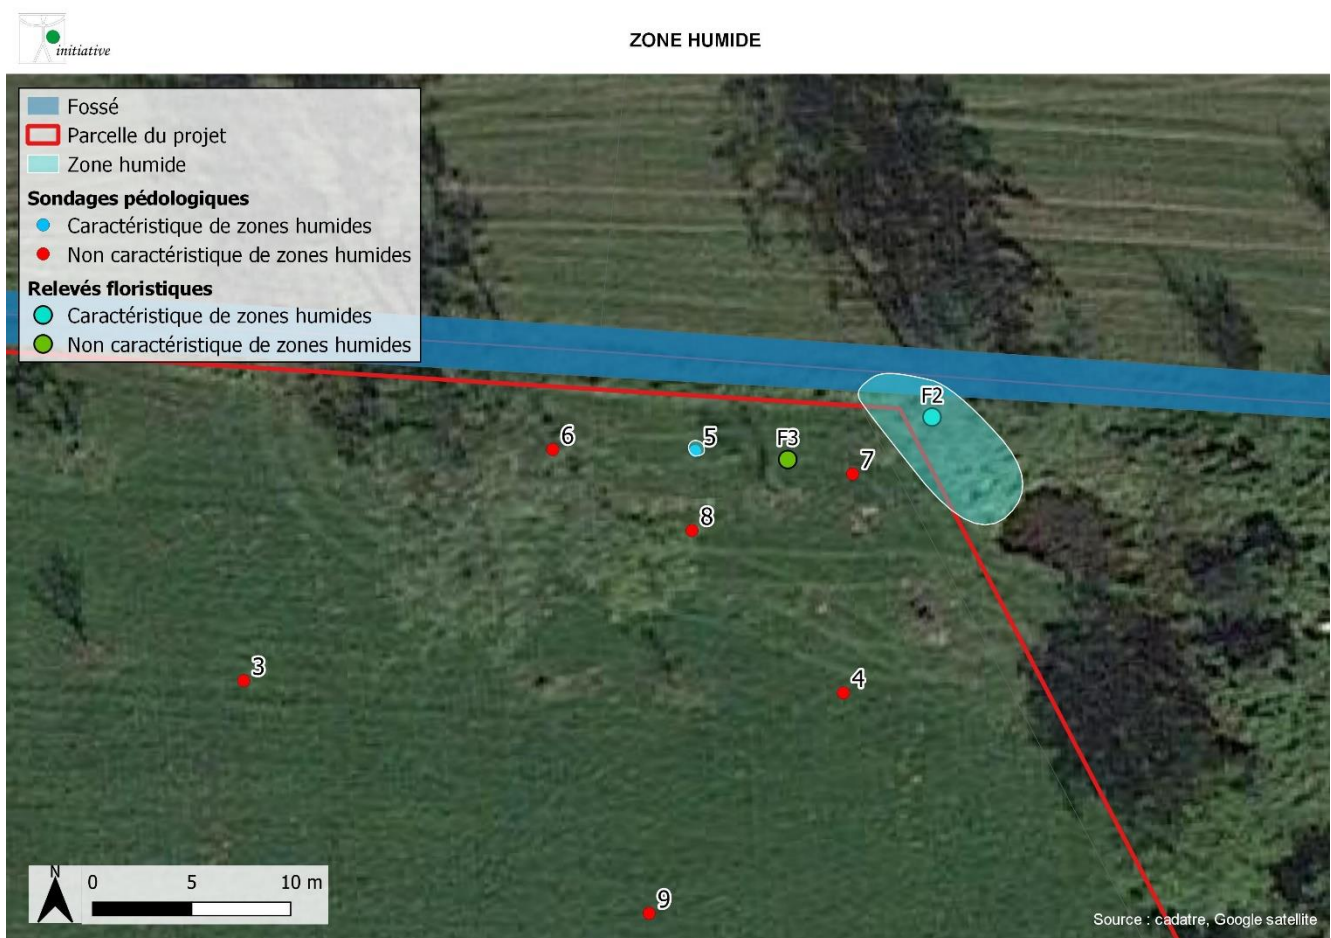 initiative
ZONE HUMIDE
Fossé
Parcelle du projet
Zone humide
Sondages pédologiques
Caractéristique de zones humides
Non caractéristique de zones humides
Relevés floristiques
Caractéristique de zones humides
Non caractéristique de zones humides
F2
6
5
F3
7
8
3
4
9
N
0 5 10 m
Source : cadatre, Google satellite